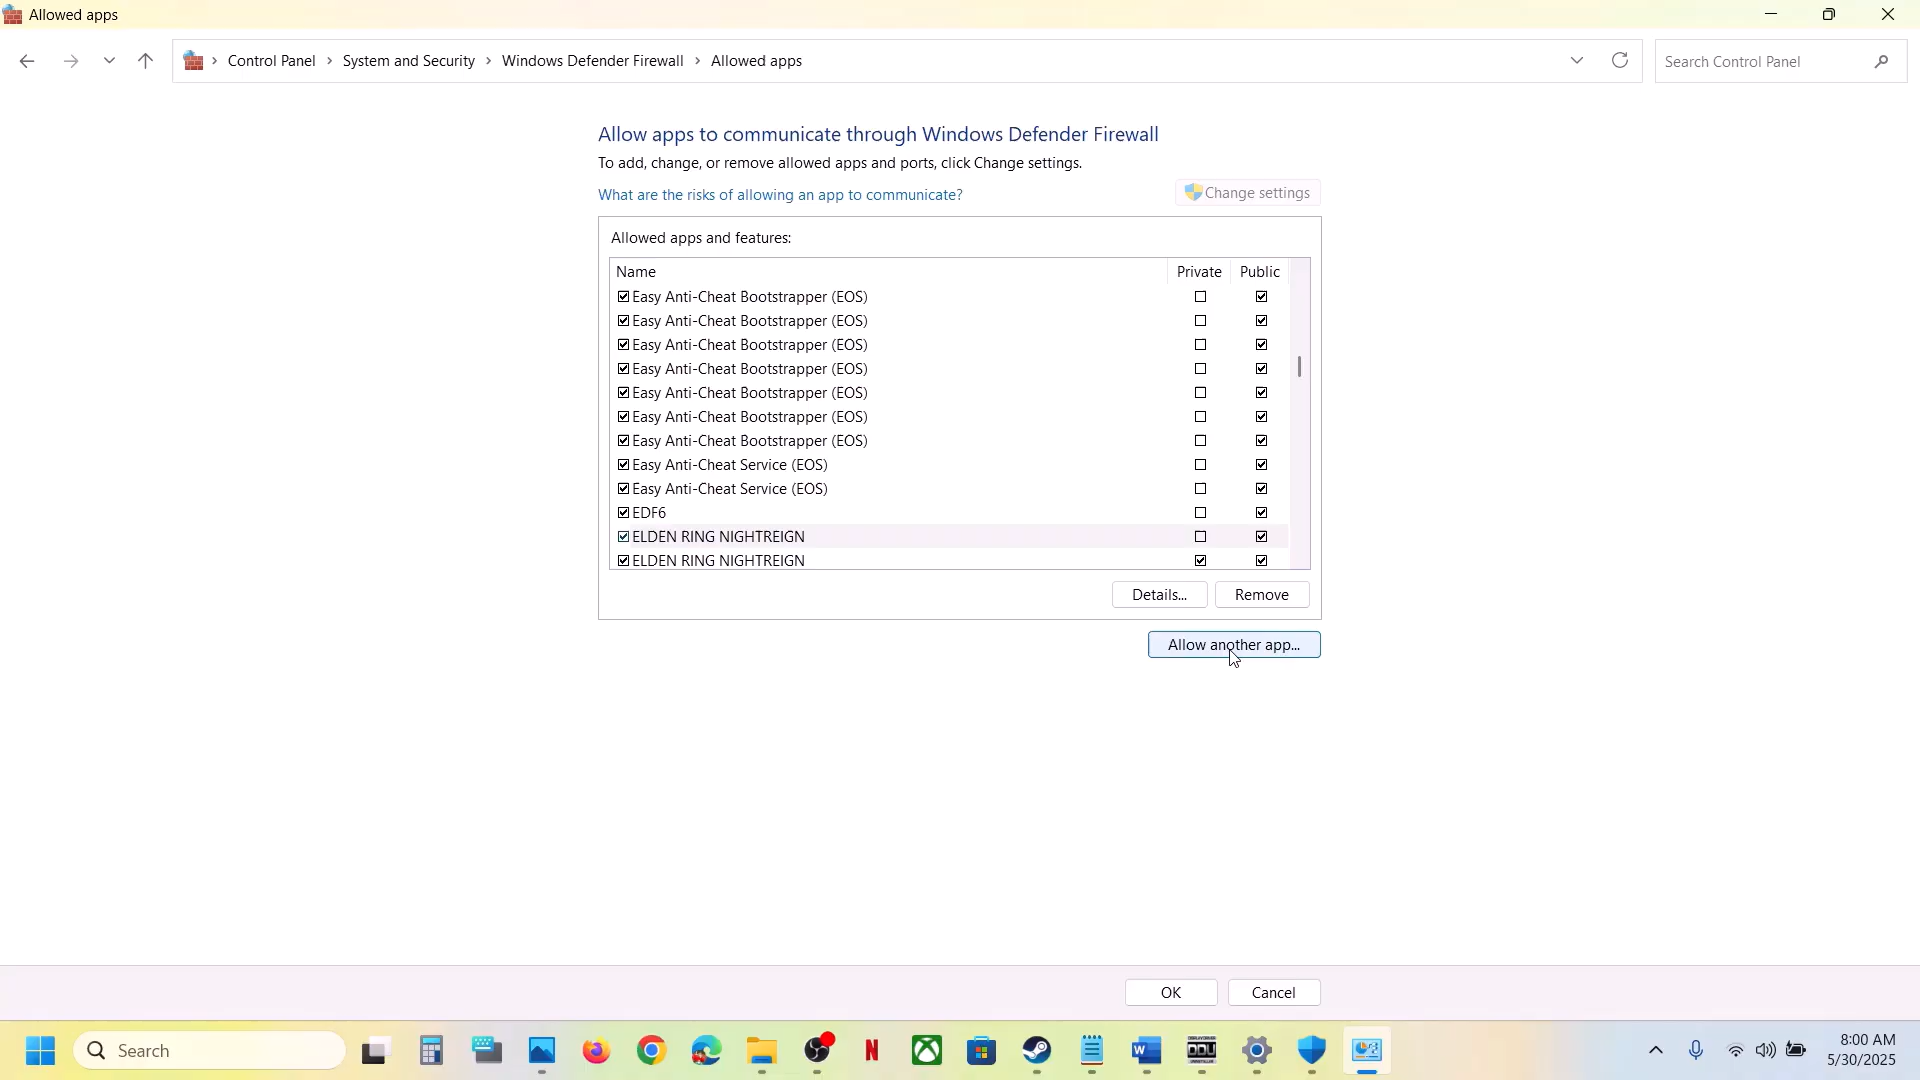 Allowed apps
Control Panel > System and Security > Windows Defender Firewall > Allowed apps
Search Control Panel
Allow apps to communicate through Windows Defender Firewall
To add, change, or remove allowed apps and ports, click Change settings.
What are the risks of allowing an app to communicate?
Change settings
Allowed apps and features:
Name Private Public
Easy Anti-Cheat Bootstrapper (EOS)
Easy Anti-Cheat Bootstrapper (EOS)
Easy Anti-Cheat Bootstrapper (EOS)
Easy Anti-Cheat Bootstrapper (EOS)
Easy Anti-Cheat Bootstrapper (EOS)
Easy Anti-Cheat Bootstrapper (EOS)
Easy Anti-Cheat Bootstrapper (EOS)
Easy Anti-Cheat Service (EOS)
Easy Anti-Cheat Service (EOS)
EDF6
ELDEN RING NIGHTREIGN
ELDEN RING NIGHTREIGN
Details... Remove
Allow another app...
OK Cancel
Search
N
W
DDU
8:00 AM
5/30/2025